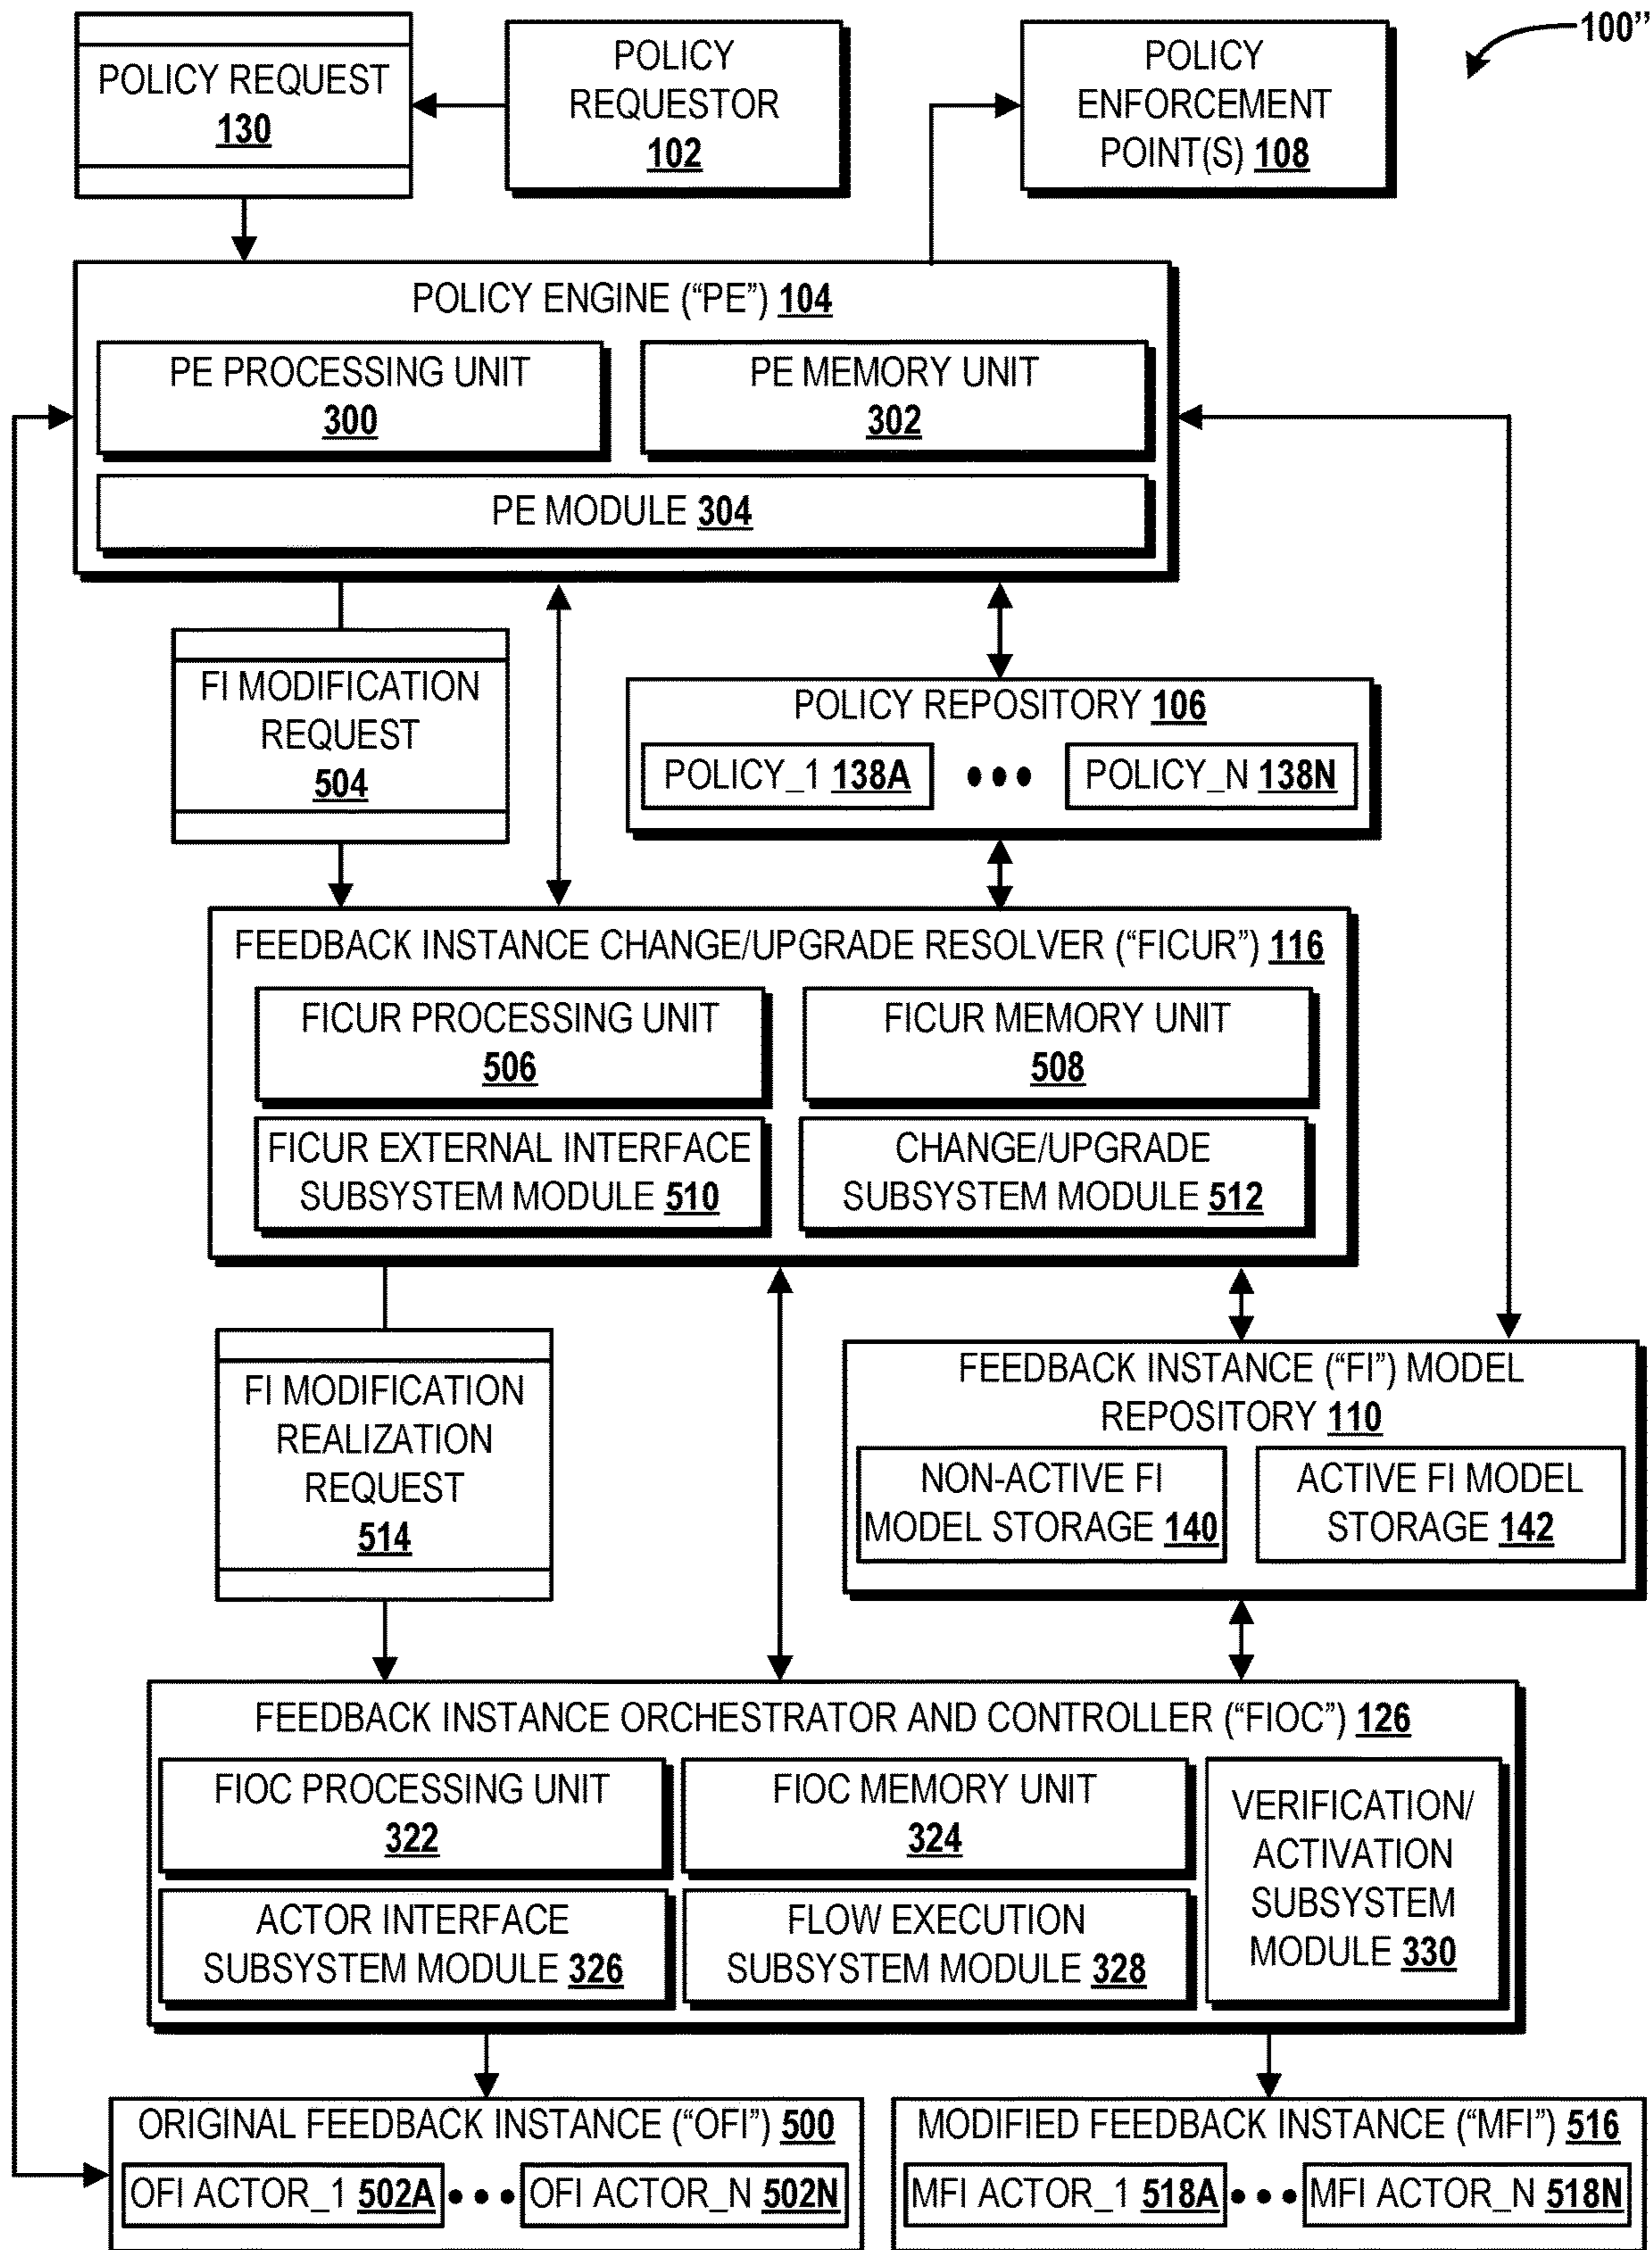 100”
POLICY REQUEST
130
POLICY
REQUESTOR
102
POLICY
ENFORCEMENT
POINT(S) 108
POLICY ENGINE (“PE”) 104
PE PROCESSING UNIT
300
PE MEMORY UNIT
302
PE MODULE 304
FI MODIFICATION
REQUEST
504
POLICY REPOSITORY 106
POLICY_1 138A
POLICY_N 138N
FEEDBACK INSTANCE CHANGE/UPGRADE RESOLVER (“FICUR”) 116
FICUR PROCESSING UNIT
506
FICUR MEMORY UNIT
508
FICUR EXTERNAL INTERFACE
SUBSYSTEM MODULE 510
CHANGE/UPGRADE
SUBSYSTEM MODULE 512
FI MODIFICATION
REALIZATION
REQUEST
514
FEEDBACK INSTANCE (“FI”) MODEL
REPOSITORY 110
NON-ACTIVE FI
MODEL STORAGE 140
ACTIVE FI MODEL
STORAGE 142
FEEDBACK INSTANCE ORCHESTRATOR AND CONTROLLER (“FIOC”) 126
FIOC PROCESSING UNIT
322
FIOC MEMORY UNIT
324
VERIFICATION/
ACTIVATION
SUBSYSTEM
MODULE 330
ACTOR INTERFACE
SUBSYSTEM MODULE 326
FLOW EXECUTION
SUBSYSTEM MODULE 328
ORIGINAL FEEDBACK INSTANCE (“OFI”) 500
OFI ACTOR_1 502A
OFI ACTOR_N 502N
MODIFIED FEEDBACK INSTANCE (“MFI”) 516
MFI ACTOR_1 518A
MFI ACTOR_N 518N